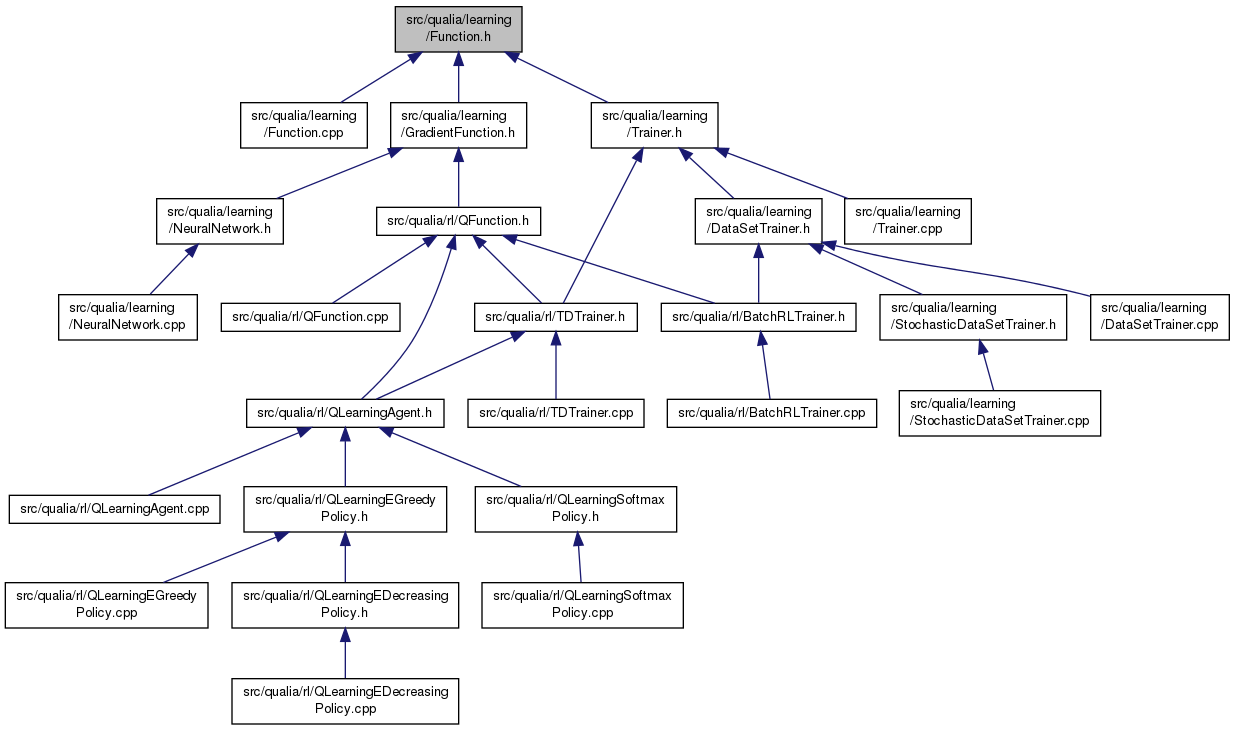 src/qualia/learning
/Function.h
src/qualia/learning
/Function.cpp
src/qualia/learning
/GradientFunction.h
src/qualia/learning
/Trainer.h
src/qualia/learning
/NeuralNetwork.h
src/qualia/rl/QFunction.h
src/qualia/learning
/DataSetTrainer.h
src/qualia/learning
/Trainer.cpp
src/qualia/learning
/NeuralNetwork.cpp
src/qualia/rl/QFunction.cpp
src/qualia/rl/TDTrainer.h
src/qualia/rl/BatchRLTrainer.h
src/qualia/learning
/StochasticDataSetTrainer.h
src/qualia/learning
/DataSetTrainer.cpp
src/qualia/rl/QLearningAgent.h
src/qualia/rl/TDTrainer.cpp
src/qualia/rl/BatchRLTrainer.cpp
src/qualia/learning
/StochasticDataSetTrainer.cpp
src/qualia/rl/QLearningAgent.cpp
src/qualia/rl/QLearningEGreedy
Policy.h
src/qualia/rl/QLearningSoftmax
Policy.h
src/qualia/rl/QLearningEGreedy
Policy.cpp
src/qualia/rl/QLearningEDecreasing
Policy.h
src/qualia/rl/QLearningSoftmax
Policy.cpp
src/qualia/rl/QLearningEDecreasing
Policy.cpp